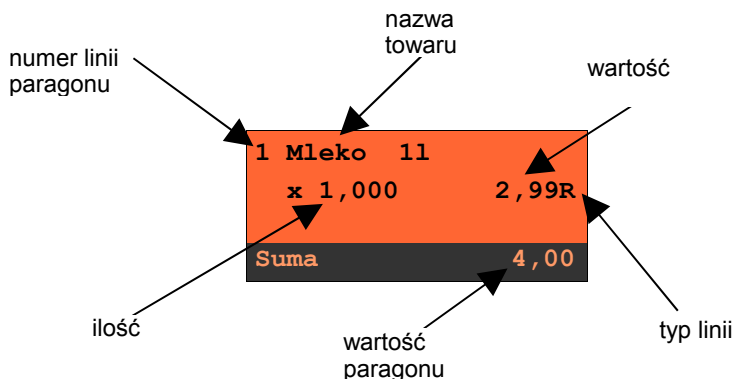 nazwa
towaru
numer linii
paragonu
wartość
1 Mleko 1l
x 1,000 2,99R
Suma 4,00
ilość
wartość
paragonu
typ linii